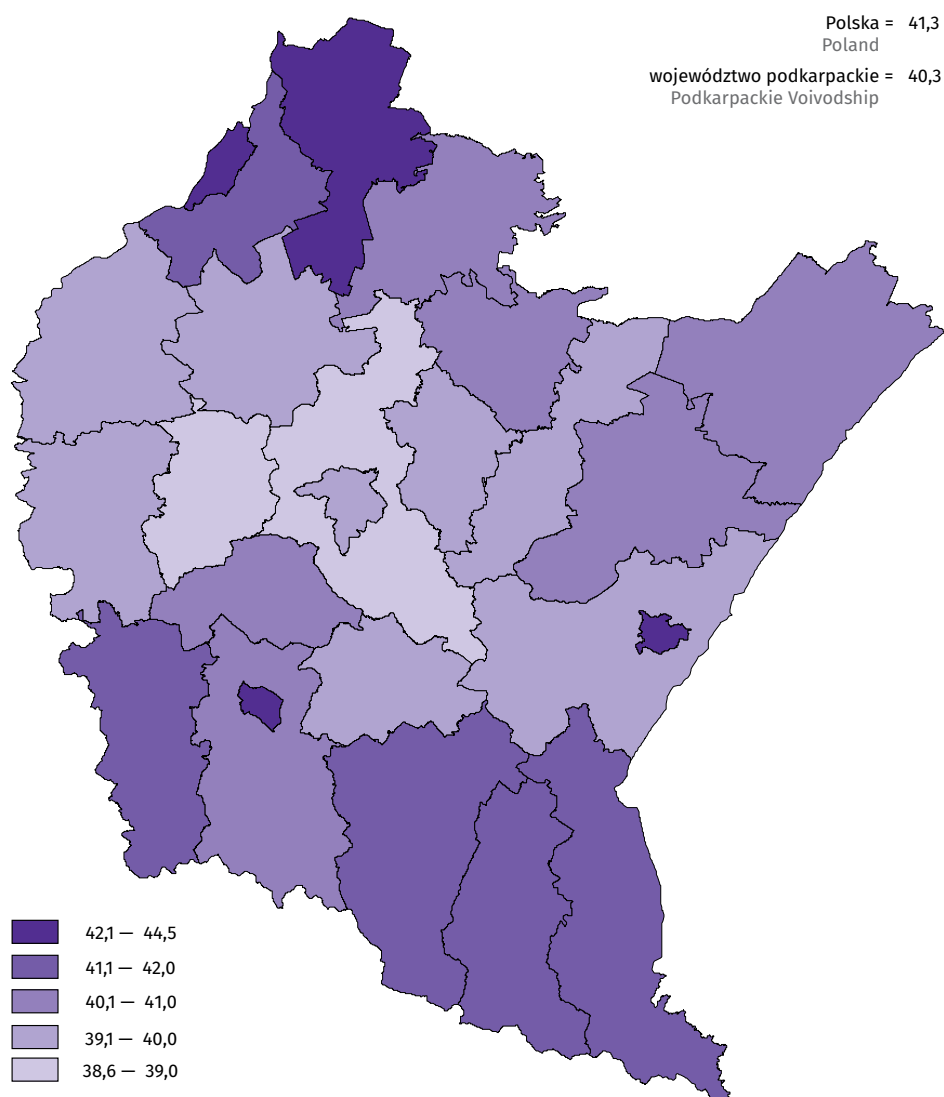 Polska = 41,3
Poland
województwo podkarpackie = 40,3
Podkarpackie Voivodship
42,1 — 44,5
41,1 — 42,0
40,1 — 41,0
39,1 — 40,0
38,6 — 39,0